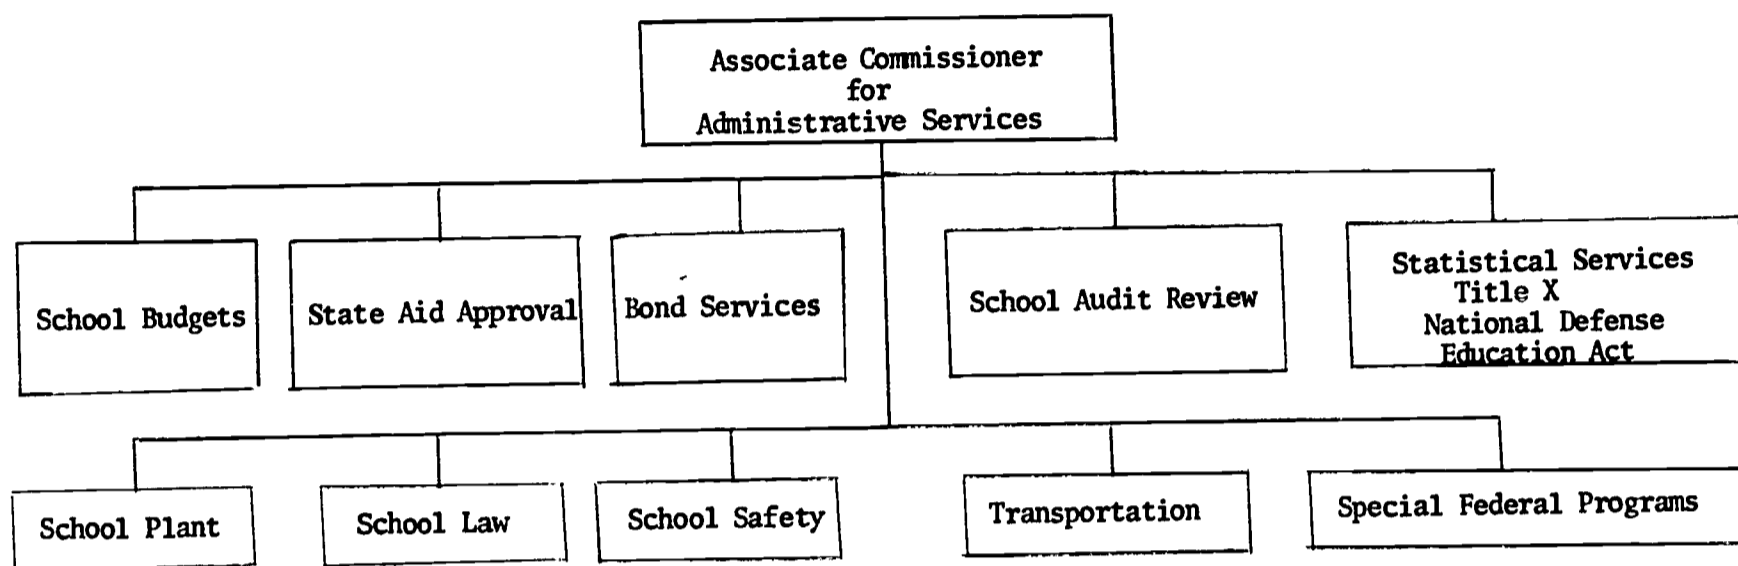 Associate Commissioner
for
Administrative Services
School Budgets
State Aid Approval
Bond Services
School Audit Review
Statistical Services
Title X
National Defense
Education Act
School Plant
School Law
School Safety
Transportation
Special Federal Programs